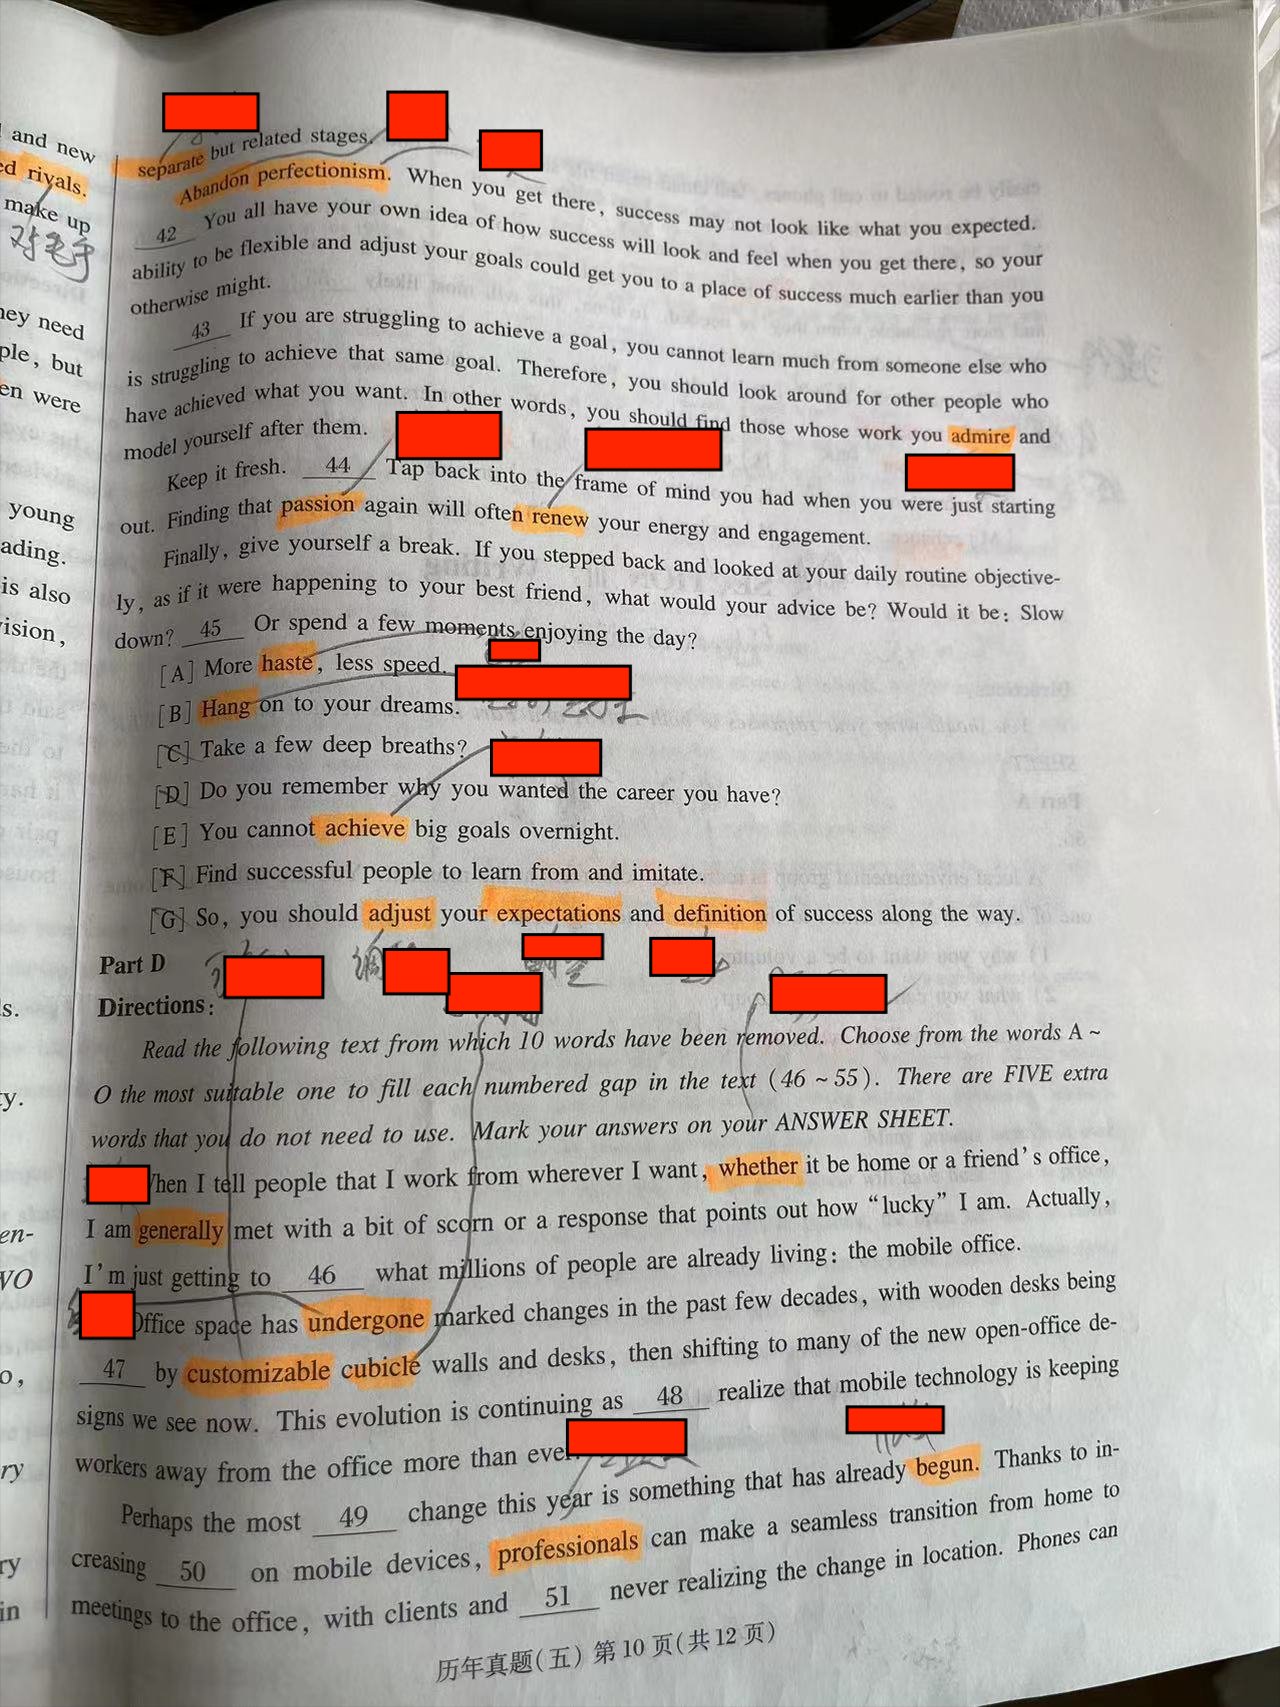 and new
ed rivals.
make up
对手
hey need
ple, but
en were
young
ading.
is also
vision,
s.
ty.
en-
WO
o,
ry
ry
in
separate but related stages.
Abandon perfectionism. When you get there, success may not look like what you expected.
42 You all have your own idea of how success will look and feel when you get there, so your
ability to be flexible and adjust your goals could get you to a place of success much earlier than you
otherwise might.
43 If you are struggling to achieve a goal, you cannot learn much from someone else who
is struggling to achieve that same goal. Therefore, you should look around for other people who
have achieved what you want. In other words, you should find those whose work you admire and
model yourself after them.
Keep it fresh. 44 Tap back into the frame of mind you had when you were just starting
out. Finding that passion again will often renew your energy and engagement.
Finally, give yourself a break. If you stepped back and looked at your daily routine objective-
ly, as if it were happening to your best friend, what would your advice be? Would it be: Slow
down? 45 Or spend a few moments enjoying the day?
[A] More haste, less speed.
[B] Hang on to your dreams.
[C] Take a few deep breaths?
[D] Do you remember why you wanted the career you have?
[E] You cannot achieve big goals overnight.
[F] Find successful people to learn from and imitate.
[G] So, you should adjust your expectations and definition of success along the way.
Part D
Directions:
Read the following text from which 10 words have been removed. Choose from the words A ~
O the most suitable one to fill each numbered gap in the text (46 ~ 55). There are FIVE extra
words that you do not need to use. Mark your answers on your ANSWER SHEET.
hen I tell people that I work from wherever I want, whether it be home or a friend's office,
I am generally met with a bit of scorn or a response that points out how "lucky" I am. Actually,
I'm just getting to 46 what millions of people are already living: the mobile office.
ffice space has undergone marked changes in the past few decades, with wooden desks being
47 by customizable cubicle walls and desks, then shifting to many of the new open-office de-
signs we see now. This evolution is continuing as 48 realize that mobile technology is keeping
workers away from the office more than ever.
Perhaps the most 49 change this year is something that has already begun. Thanks to in-
creasing 50 on mobile devices, professionals can make a seamless transition from home to
meetings to the office, with clients and 51 never realizing the change in location. Phones can
历年真题(五) 第10页(共12页)